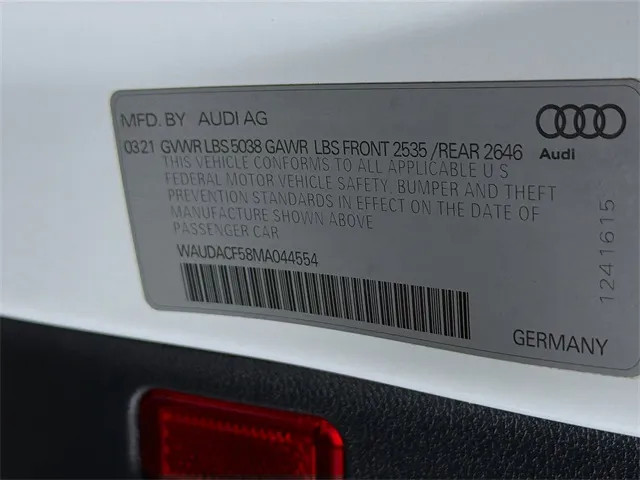 MFD. BY AUDI AG
0321 GVWR LBS 5038 GAWR LBS FRONT 2535 /REAR 2646
THIS VEHICLE CONFORMS TO ALL APPLICABLE U S
FEDERAL MOTOR VEHICLE SAFETY, BUMPER AND THEFT
PREVENTION STANDARDS IN EFFECT ON THE DATE OF
MANUFACTURE SHOWN ABOVE
PASSENGER CAR
WAUDACF58MA044554
Audi
1241615
GERMANY